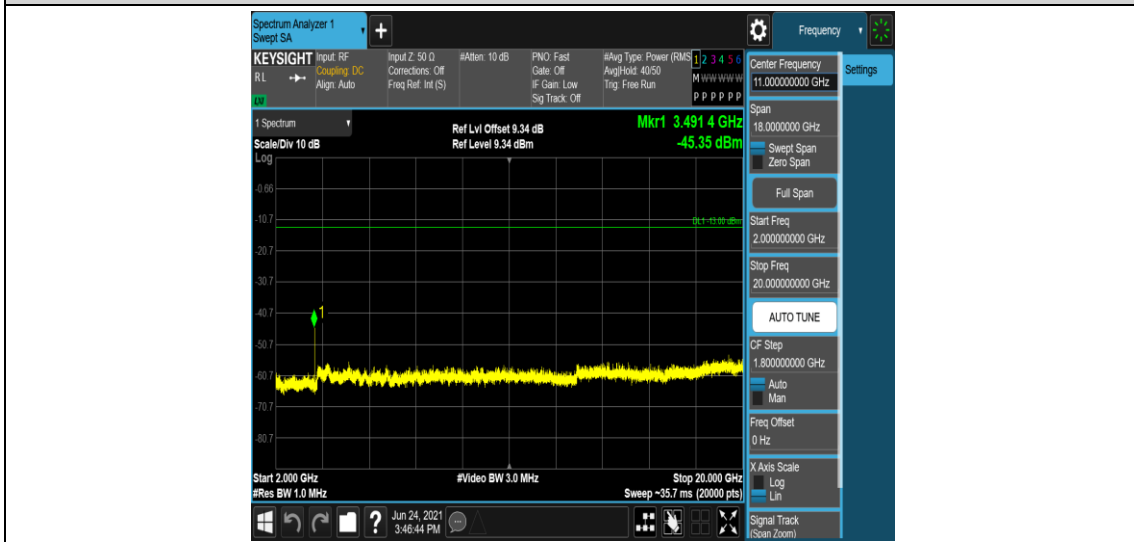 Spectrum Analyzer 1
Swept SA
+
Frequency
KEYSIGHT
RL
Input: RF
Coupling: DC
Align: Auto
Input Z: 50 Ω
Corrections: Off
Freq Ref: Int (S)
#Atten: 10 dB
PNO: Fast
Gate: Off
IF Gain: Low
Sig Track: Off
#Avg Type: Power (RMS
Avg|Hold: 40/50
Trig: Free Run
1 2 3 4 5 6
M W W W W W
P P P P P P
1 Spectrum
Scale/Div 10 dB
Log
Ref Lvl Offset 9.34 dB
Ref Level 9.34 dBm
Mkr1 3.491 4 GHz
-45.35 dBm
-0.66
-10.7
DL1 -13.00 dBm
-20.7
-30.7
-40.7
1
-50.7
-60.7
-70.7
-80.7
Start 2.000 GHz
#Res BW 1.0 MHz
#Video BW 3.0 MHz
Stop 20.000 GHz
Sweep ~35.7 ms (20000 pts)
?
Jun 24, 2021
3:46:44 PM
Center Frequency
11.000000000 GHz
Settings
Span
18.0000000 GHz
Swept Span
Zero Span
Full Span
Start Freq
2.000000000 GHz
Stop Freq
20.000000000 GHz
AUTO TUNE
CF Step
1.800000000 GHz
Auto
Man
Freq Offset
0 Hz
X Axis Scale
Log
Lin
Signal Track
(Span Zoom)